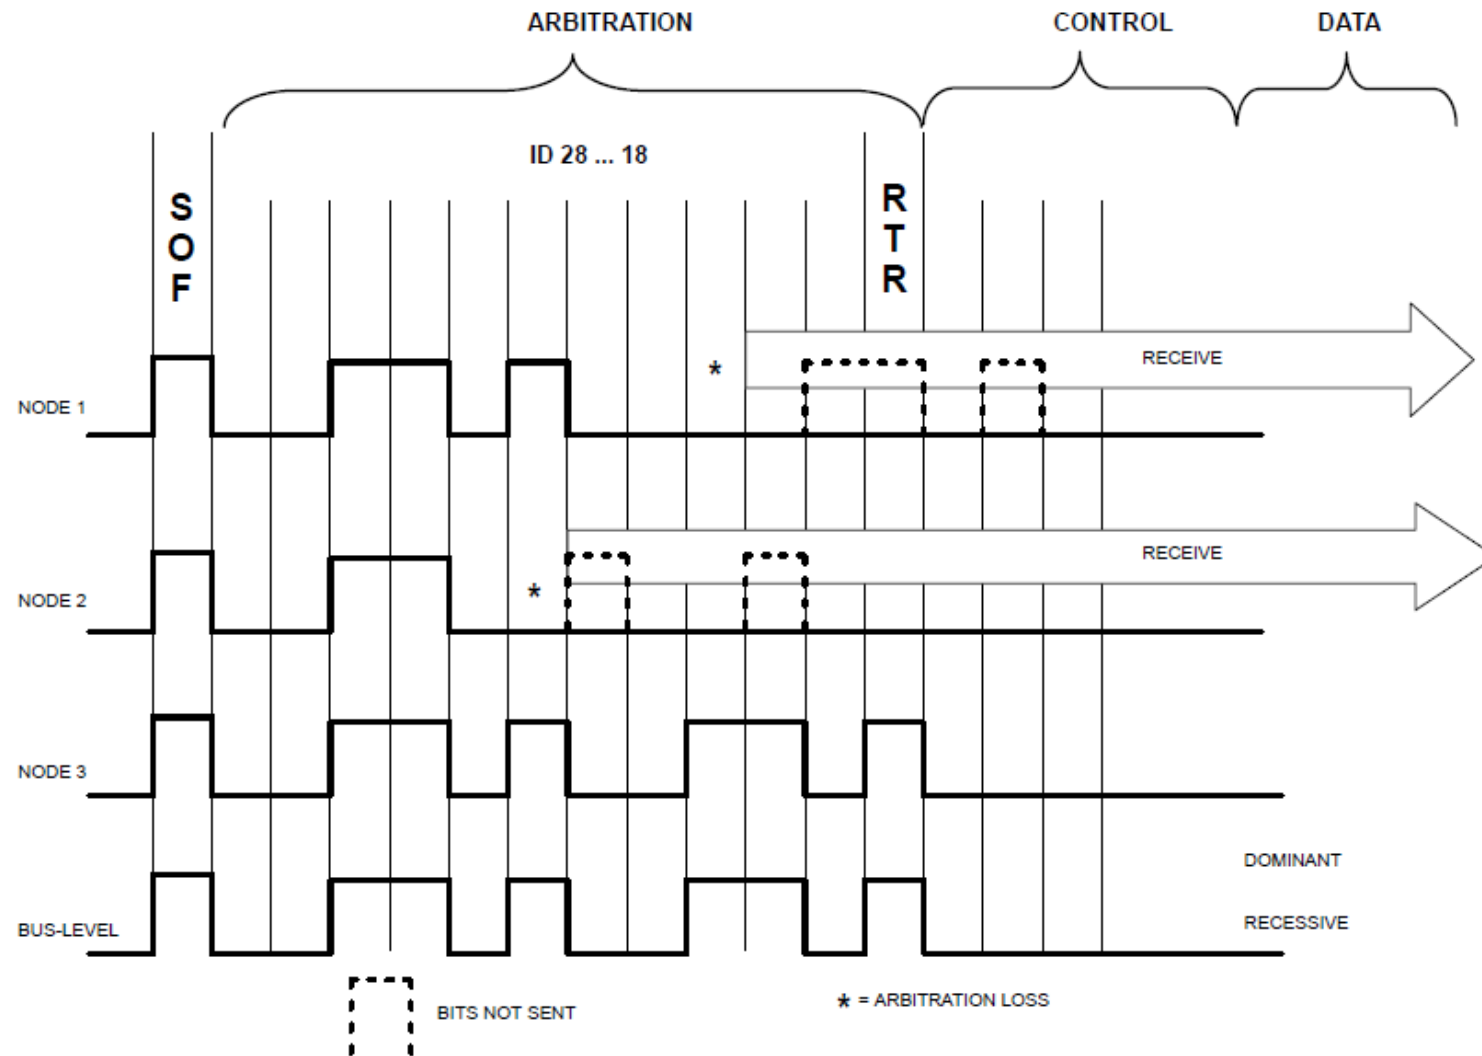 ARBITRATION CONTROL DATA
ID 28 ... 18
S
O
F
R
T
R
* RECEIVE
NODE 1
* RECEIVE
NODE 2
NODE 3
DOMINANT
BUS-LEVEL RECESSIVE
BITS NOT SENT
* = ARBITRATION LOSS